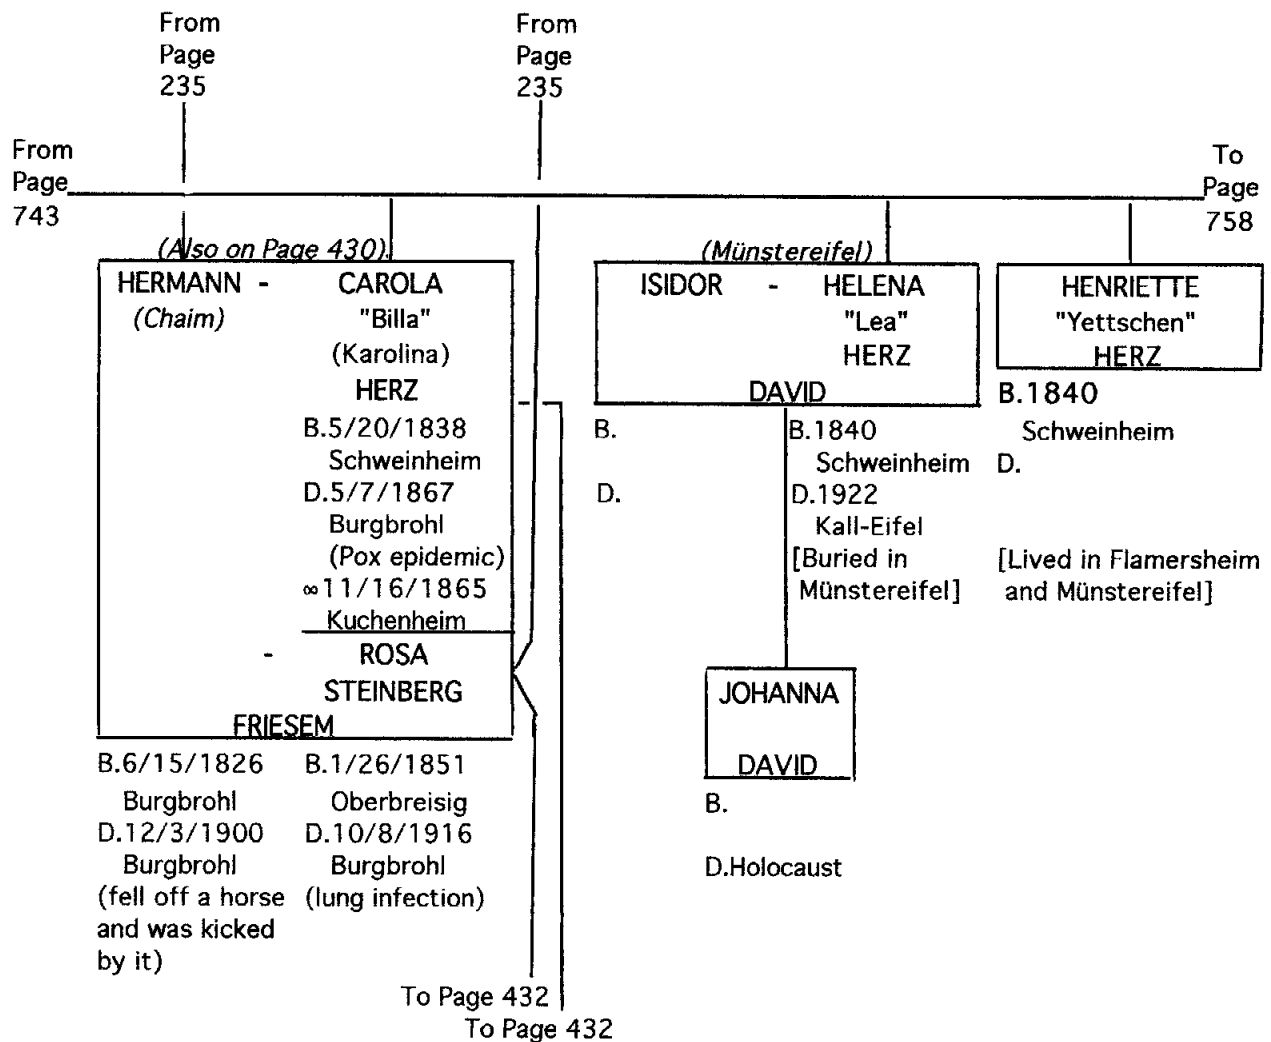 From
Page
235
From
Page
235
From
Page
743
To
Page
758
(Also on Page 430)
HERMANN - CAROLA
(Chaim) "Billa"
(Karolina)
HERZ
B.5/20/1838
Schweinheim
D.5/7/1867
Burgbrohl
(Pox epidemic)
∞11/16/1865
Kuchenheim
- ROSA
STEINBERG
FRIESEM
B.6/15/1826 B.1/26/1851
Burgbrohl Oberbreisig
D.12/3/1900 D.10/8/1916
Burgbrohl Burgbrohl
(fell off a horse (lung infection)
and was kicked
by it)
To Page 432
To Page 432
(Münstereifel)
ISIDOR - HELENA
"Lea"
HERZ
DAVID
B. B.1840
Schweinheim
D. D.1922
Kall-Eifel
[Buried in
Münstereifel]
JOHANNA
DAVID
B.
D.Holocaust
HENRIETTE
"Yettschen"
HERZ
B.1840
Schweinheim
D.
[Lived in Flamersheim
and Münstereifel]